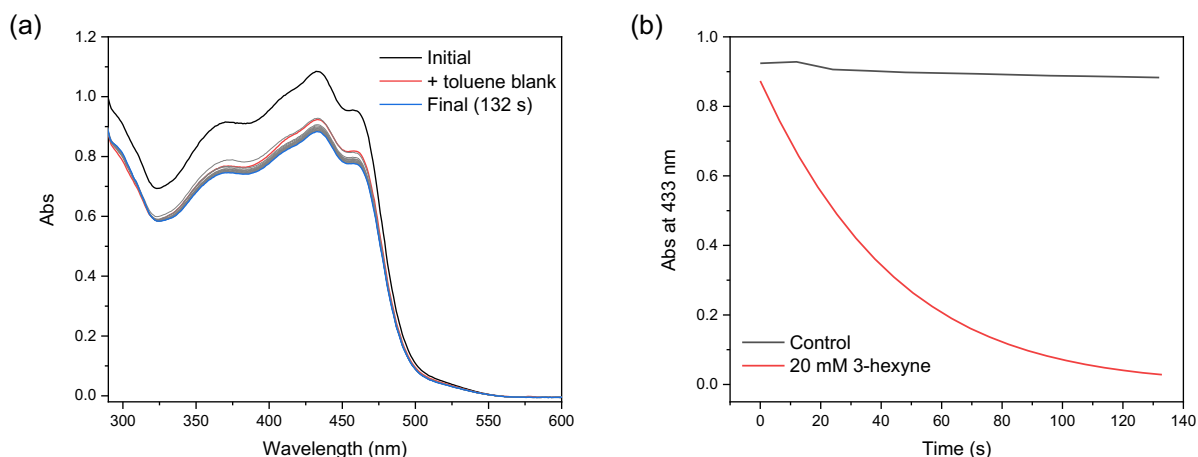 (a)
Initial
+ toluene blank
Final (132 s)
Abs
1.2
1.0
0.8
0.6
0.4
0.2
0.0
300
350
400
450
500
550
600
Wavelength (nm)
(b)
Abs at 433 nm
1.0
0.8
0.6
0.4
0.2
0.0
Control
20 mM 3-hexyne
0
20
40
60
80
100
120
140
Time (s)